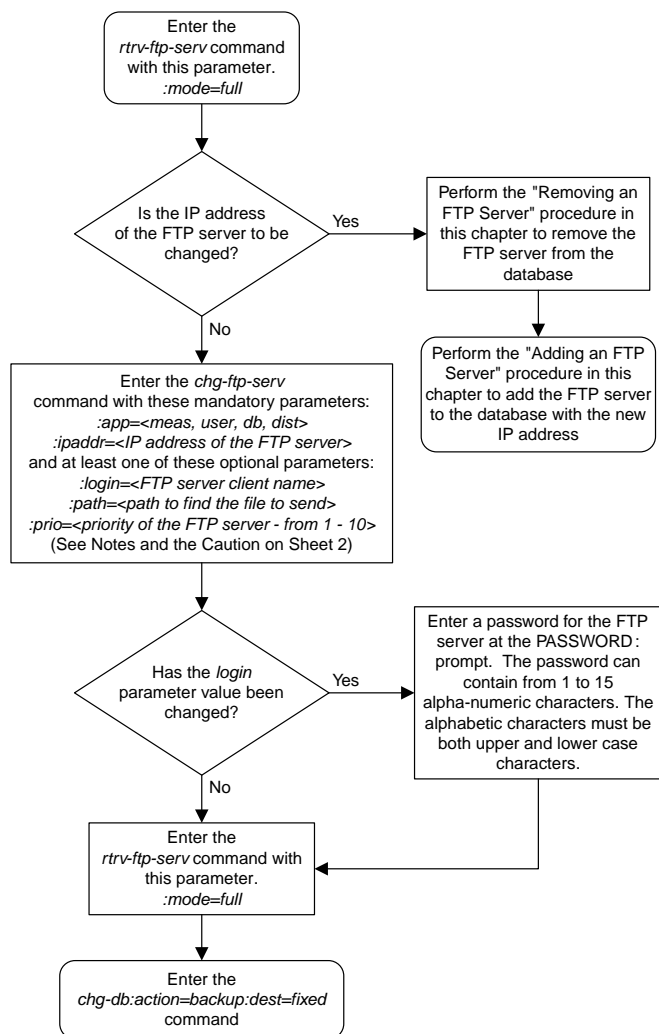 Enter the
rtrv-ftp-serv command
with this parameter.
:mode=full
Is the IP address
of the FTP server to be
changed?
Yes
Perform the "Removing an
FTP Server" procedure in
this chapter to remove the
FTP server from the
database
Perform the "Adding an FTP
Server" procedure in this
chapter to add the FTP server
to the database with the new
IP address
No
Enter the chg-ftp-serv
command with these mandatory parameters:
:app=<meas, user, db, dist>
:ipaddr=<IP address of the FTP server>
and at least one of these optional parameters:
:login=<FTP server client name>
:path=<path to find the file to send>
:prio=<priority of the FTP server - from 1 - 10>
(See Notes and the Caution on Sheet 2)
Has the login
parameter value been
changed?
Yes
Enter a password for the FTP
server at the PASSWORD:
prompt. The password can
contain from 1 to 15
alpha-numeric characters. The
alphabetic characters must be
both upper and lower case
characters.
No
Enter the
rtrv-ftp-serv command with
this parameter.
:mode=full
Enter the
chg-db:action=backup:dest=fixed
command